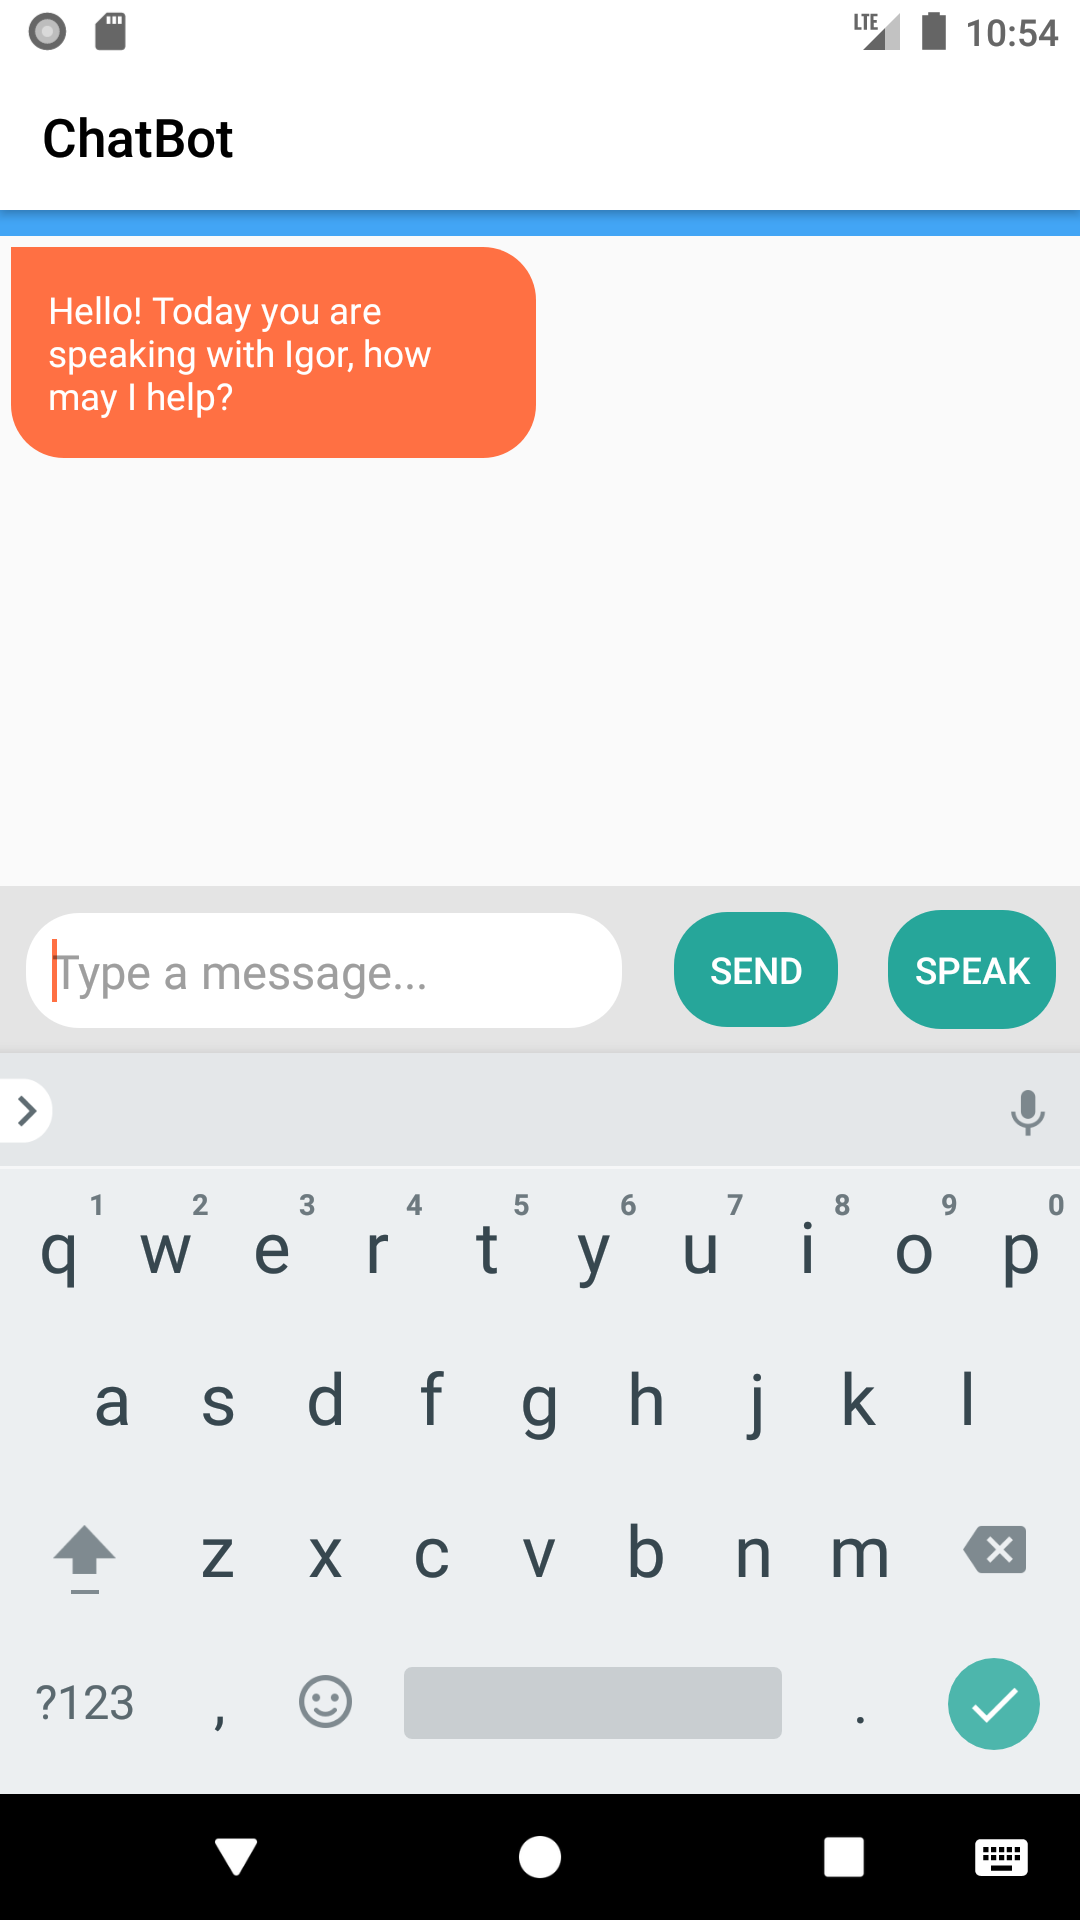 LTE 10:54
ChatBot
Hello! Today you are
speaking with Igor, how
may I help?
Type a message...
SEND
SPEAK
1 2 3 4 5 6 7 8 9 0
q w e r t y u i o p
a s d f g h j k l
z x c v b n m
?123 , .